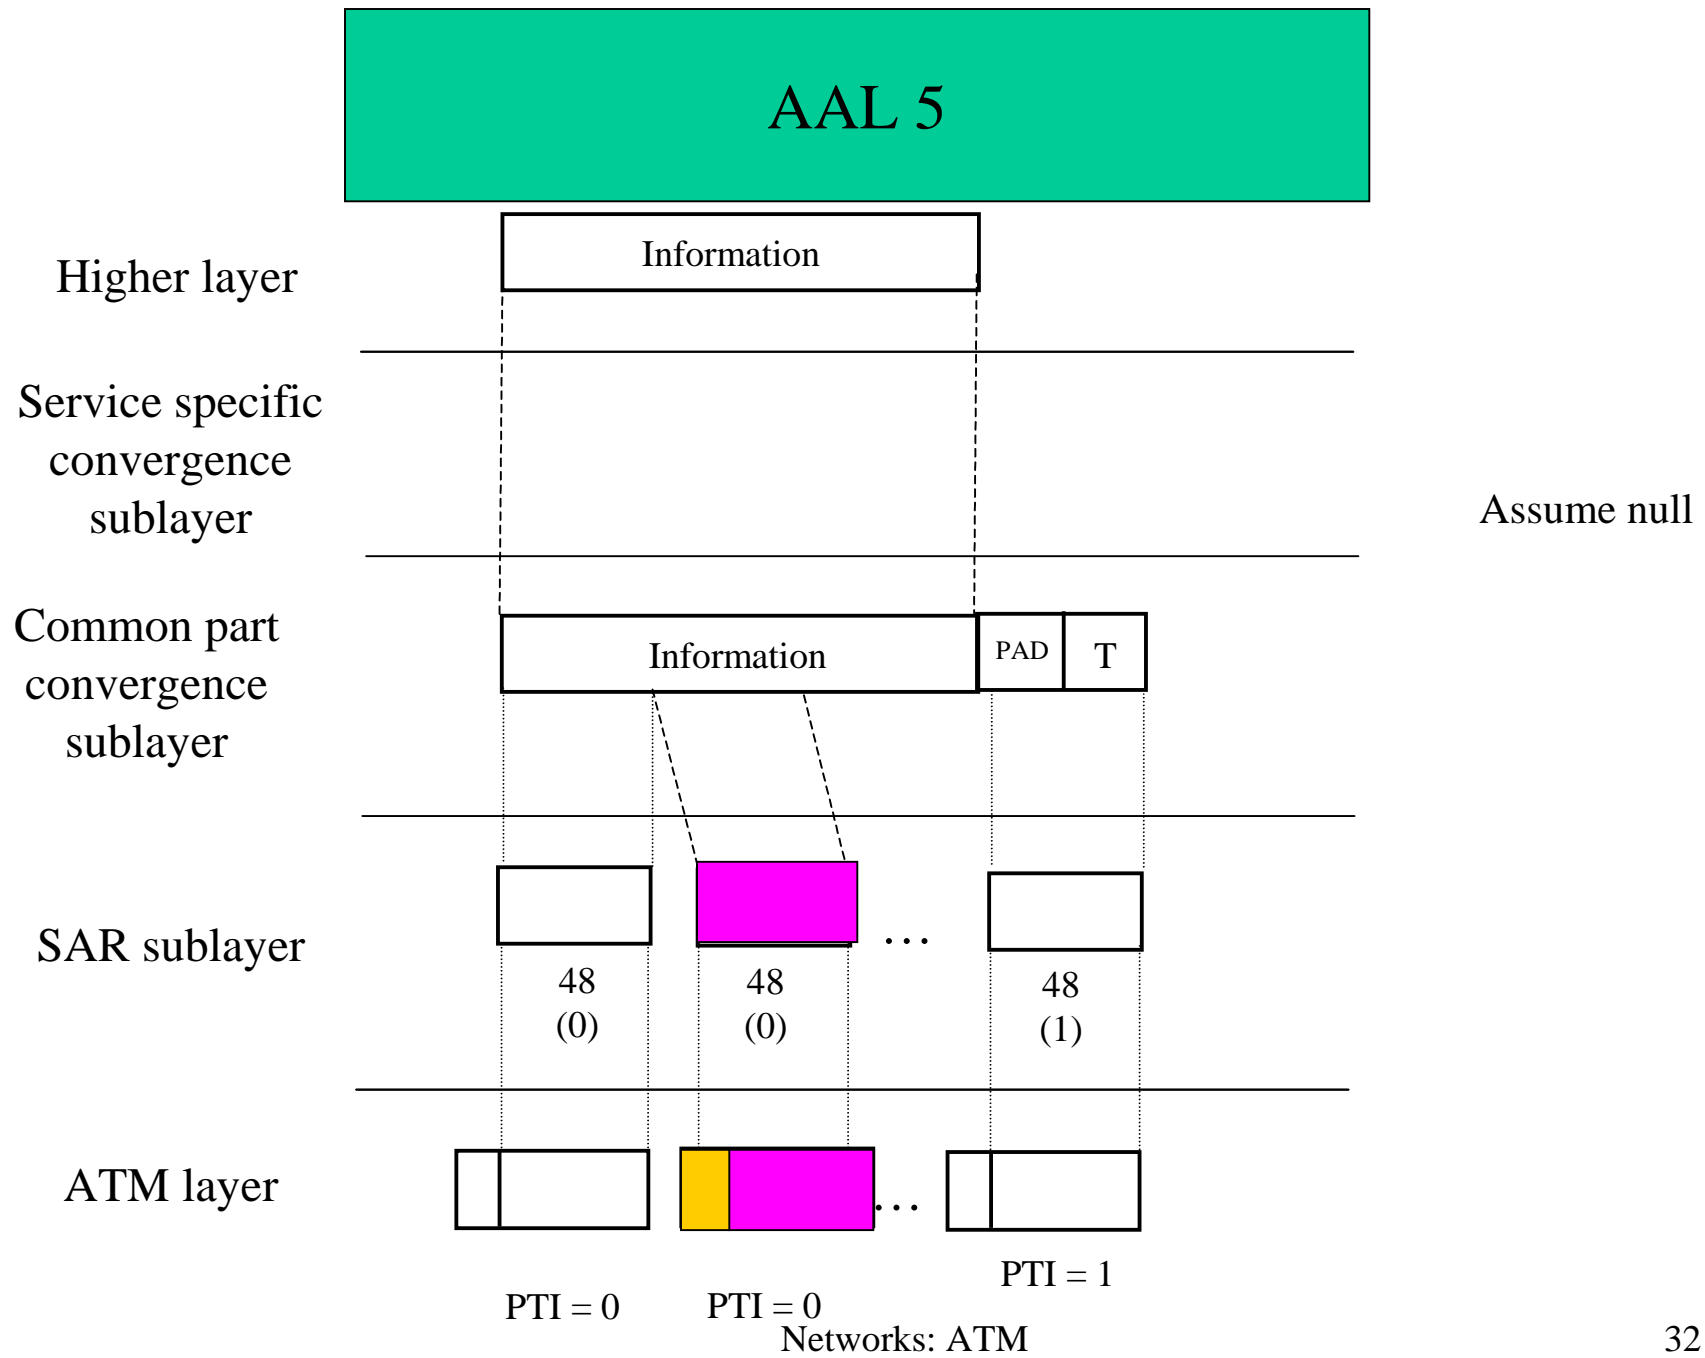 AAL 5
Information
Higher layer
Service specific
convergence
sublayer
Assume null
Common part
convergence
sublayer
Information
PAD
T
SAR sublayer
…
48
(0)
48
(0)
48
(1)
ATM layer
…
PTI = 0
PTI = 0
PTI = 1
Networks: ATM
32